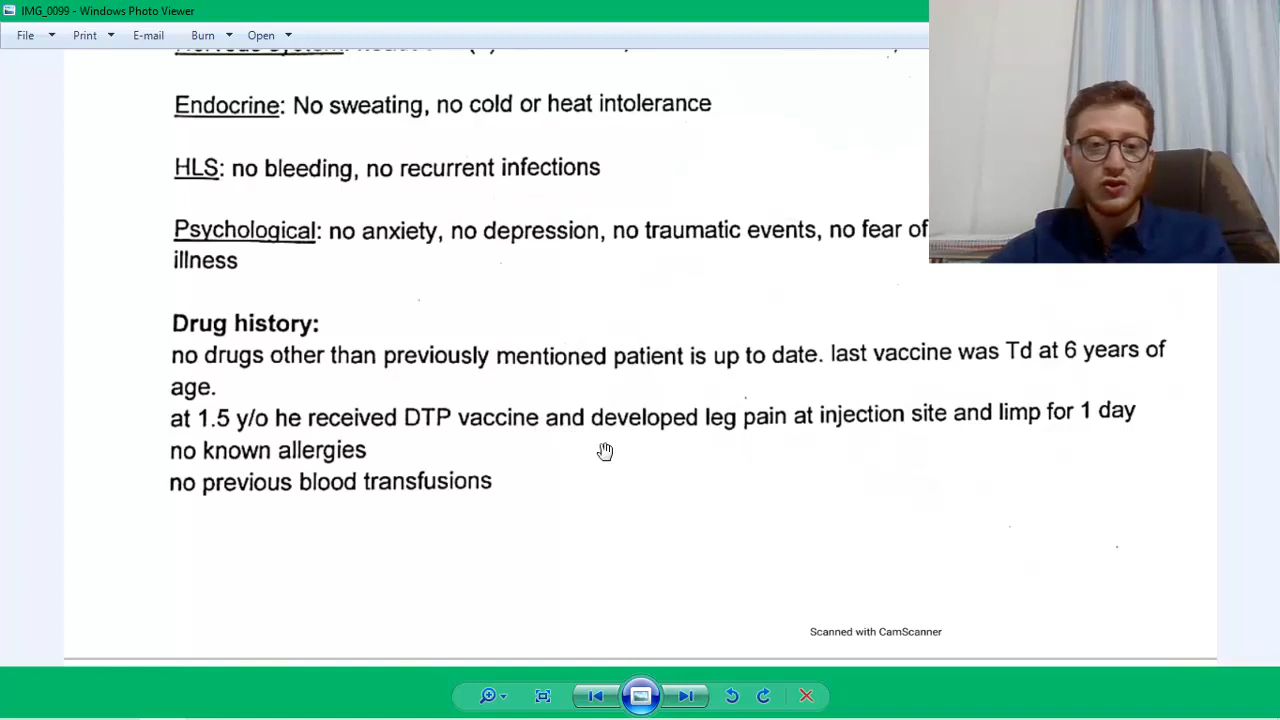 IMG_0099 - Windows Photo Viewer
File Print E-mail Burn Open
Endocrine: No sweating, no cold or heat intolerance
HLS: no bleeding, no recurrent infections
Psychological: no anxiety, no depression, no traumatic events, no fear of
illness
Drug history:
no drugs other than previously mentioned patient is up to date. last vaccine was Td at 6 years of
age.
at 1.5 y/o he received DTP vaccine and developed leg pain at injection site and limp for 1 day
no known allergies
no previous blood transfusions
Scanned with CamScanner